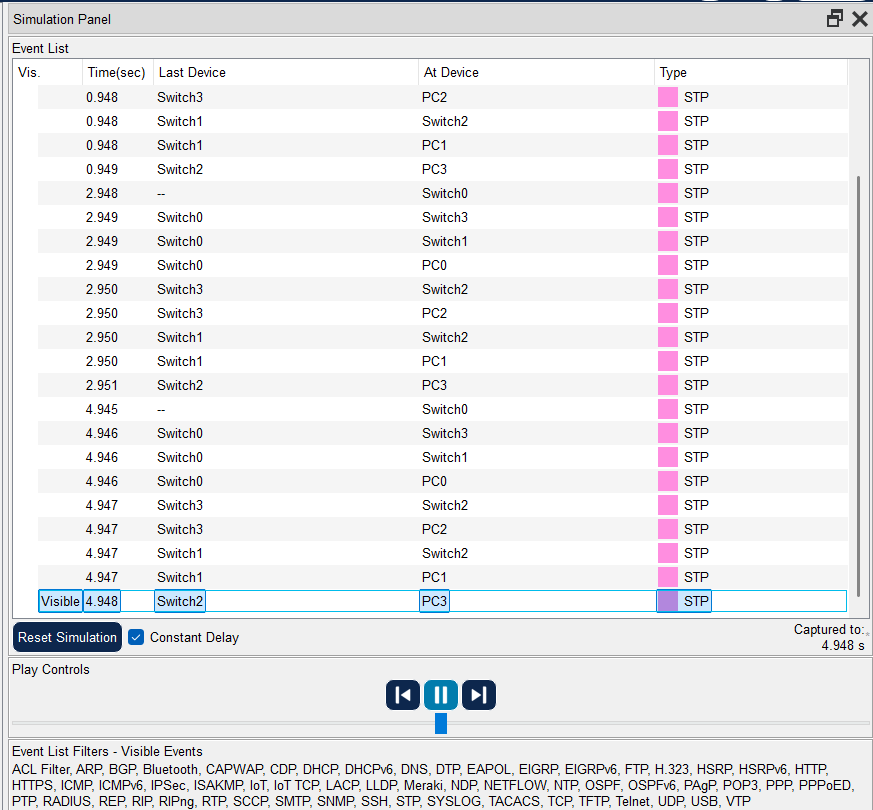 Simulation Panel
Event List
Vis. Time(sec) Last Device At Device Type
0.948 Switch3 PC2 STP
0.948 Switch1 Switch2 STP
0.948 Switch1 PC1 STP
0.949 Switch2 PC3 STP
2.948 -- Switch0 STP
2.949 Switch0 Switch3 STP
2.949 Switch0 Switch1 STP
2.949 Switch0 PC0 STP
2.950 Switch3 Switch2 STP
2.950 Switch3 PC2 STP
2.950 Switch1 Switch2 STP
2.950 Switch1 PC1 STP
2.951 Switch2 PC3 STP
4.945 -- Switch0 STP
4.946 Switch0 Switch3 STP
4.946 Switch0 Switch1 STP
4.946 Switch0 PC0 STP
4.947 Switch3 Switch2 STP
4.947 Switch3 PC2 STP
4.947 Switch1 Switch2 STP
4.947 Switch1 PC1 STP
Visible 4.948 Switch2 PC3 STP
Reset Simulation Constant Delay Captured to:
4.948 s
Play Controls
Event List Filters - Visible Events
ACL Filter, ARP, BGP, Bluetooth, CAPWAP, CDP, DHCP, DHCPv6, DNS, DTP, EAPOL, EIGRP, EIGRPv6, FTP, H.323, HSRP, HSRPv6, HTTP,
HTTPS, ICMP, ICMPv6, IPSec, ISAKMP, IoT, IoT TCP, LACP, LLDP, Meraki, NDP, NETFLOW, NTP, OSPF, OSPFv6, PAgP, POP3, PPP, PPPoED,
PTP, RADIUS, REP, RIP, RIPng, RTP, SCCP, SMTP, SNMP, SSH, STP, SYSLOG, TACACS, TCP, TFTP, Telnet, UDP, USB, VTP